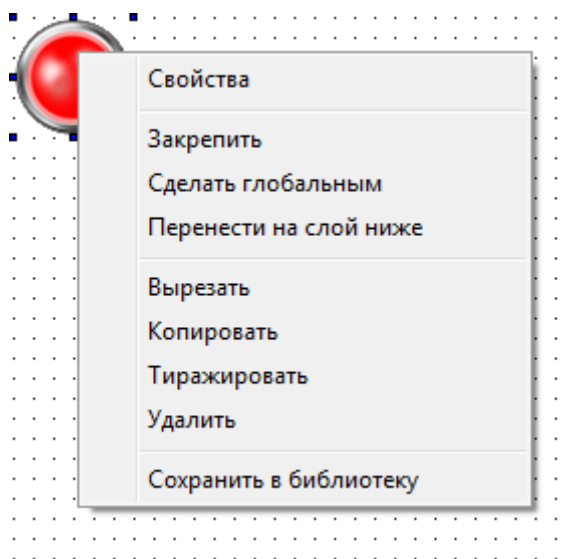 Свойства
Закрепить
Сделать глобальным
Перенести на слой ниже
Вырезать
Копировать
Тиражировать
Удалить
Сохранить в библиотеку